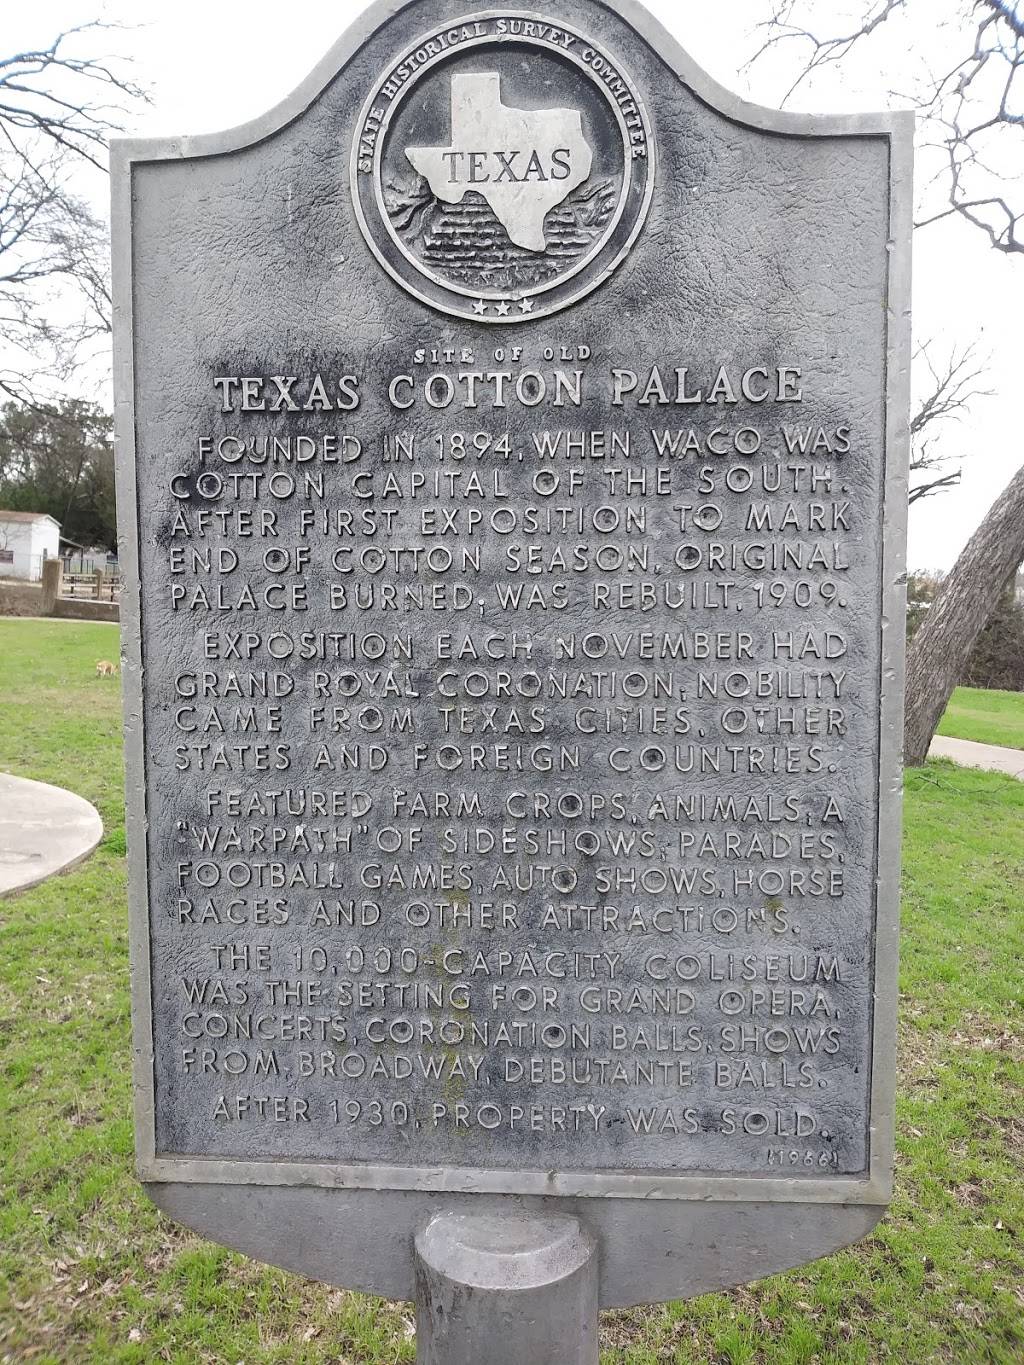 STATE HISTORICAL SURVEY COMMITTEE
TEXAS
SITE OF OLD
TEXAS COTTON PALACE
FOUNDED IN 1894, WHEN WACO WAS
COTTON CAPITAL OF THE SOUTH.
AFTER FIRST EXPOSITION TO MARK
END OF COTTON SEASON, ORIGINAL
PALACE BURNED; WAS REBUILT, 1909.
EXPOSITION EACH NOVEMBER HAD
GRAND ROYAL CORONATION; NOBILITY
CAME FROM TEXAS CITIES, OTHER
STATES AND FOREIGN COUNTRIES.
FEATURED FARM CROPS, ANIMALS; A
"WARPATH" OF SIDESHOWS; PARADES,
FOOTBALL GAMES, AUTO SHOWS, HORSE
RACES AND OTHER ATTRACTIONS.
THE 10,000-CAPACITY COLISEUM
WAS THE SETTING FOR GRAND OPERA,
CONCERTS, CORONATION BALLS, SHOWS
FROM BROADWAY, DEBUTANTE BALLS.
AFTER 1930, PROPERTY WAS SOLD.
(1966)